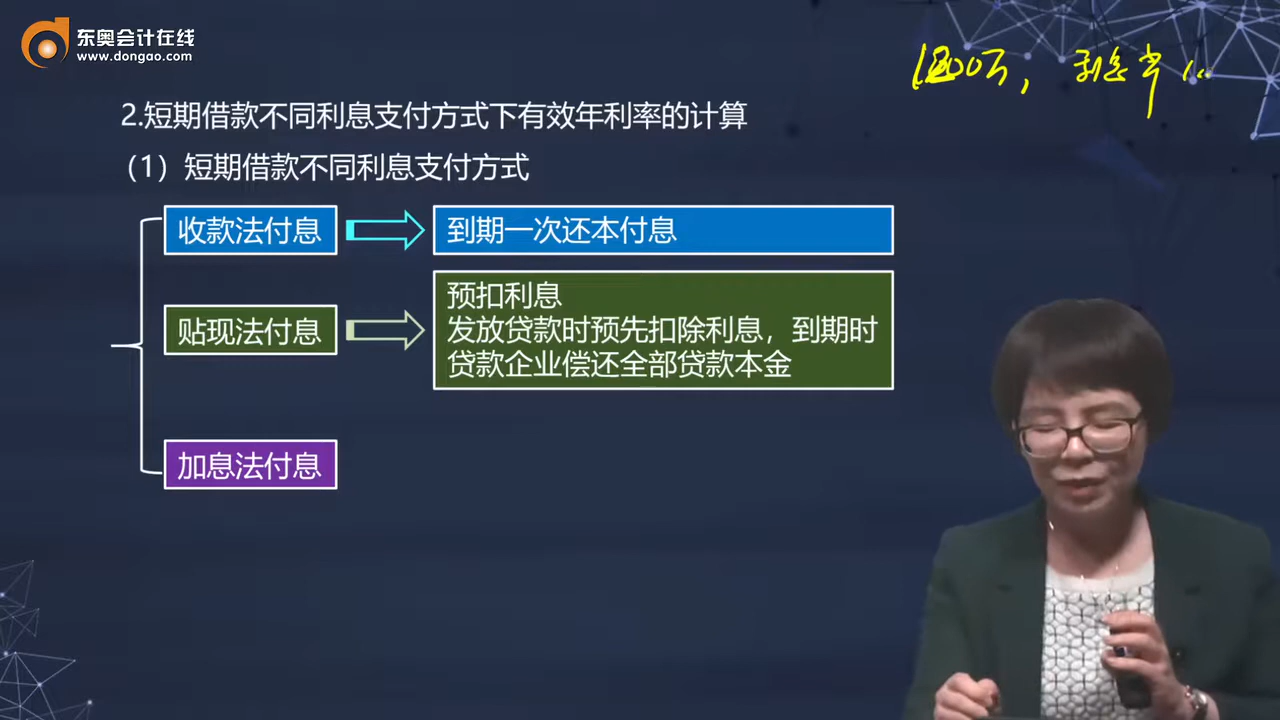 东奥会计在线
www.dongao.com
2.短期借款不同利息支付方式下有效年利率的计算
（1）短期借款不同利息支付方式
收款法付息
到期一次还本付息
贴现法付息
预扣利息
发放贷款时预先扣除利息，到期时
贷款企业偿还全部贷款本金
加息法付息